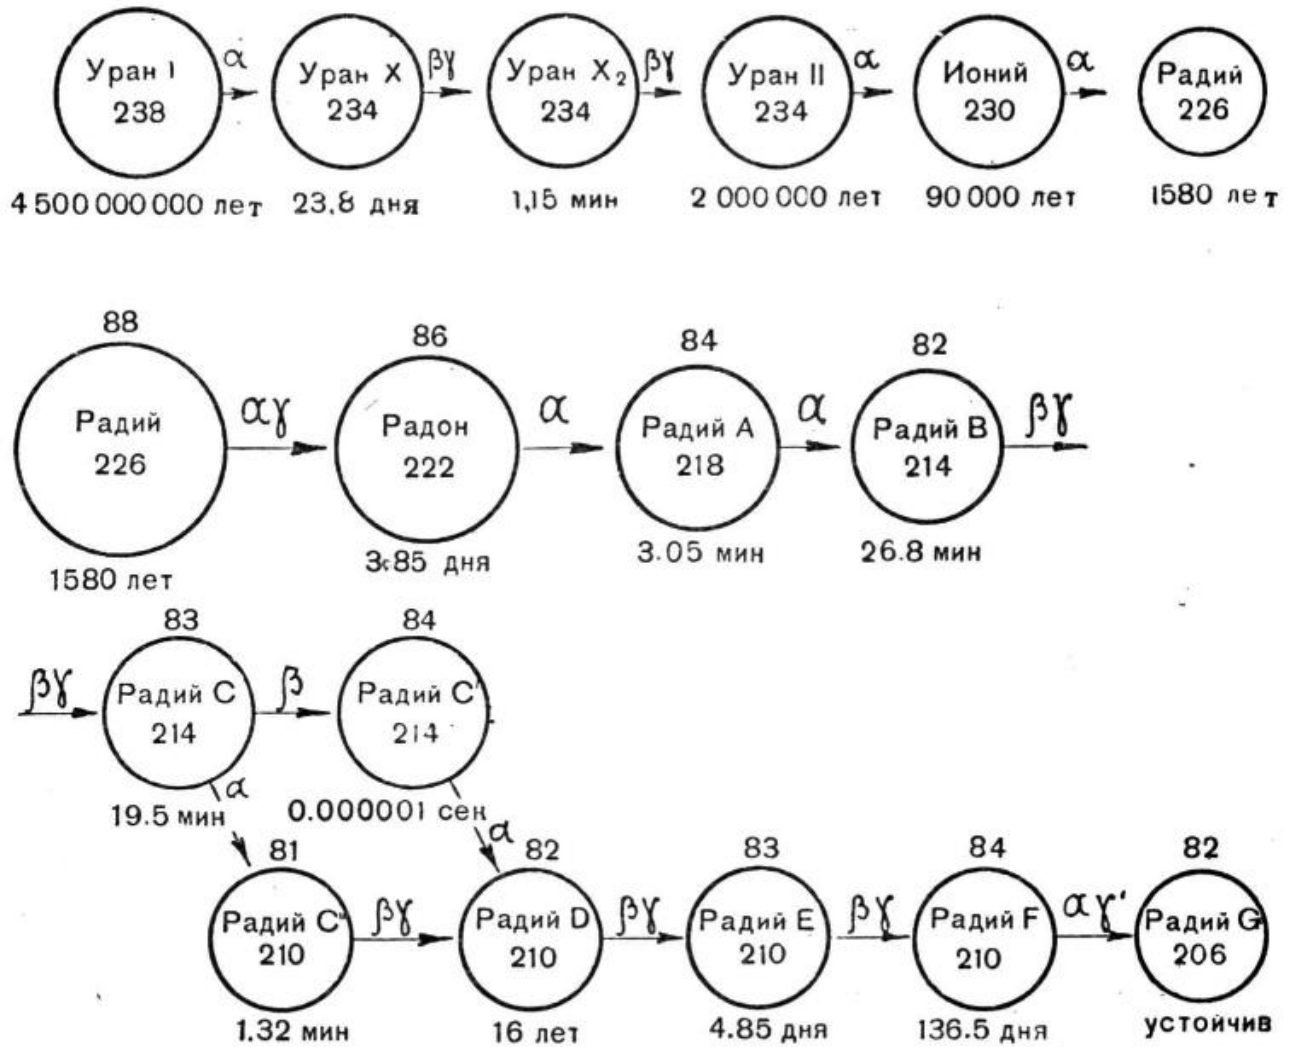 α βγ βγ α α
Уран I Уран X Уран X₂ Уран II Ионий Радий
238 234 234 234 230 226
4 500 000 000 лет 23.8 дня 1,15 мин 2 000 000 лет 90 000 лет 1580 лет
88 86 84 82
αγ α α βγ
Радий Радон Радий A Радий B
226 222 218 214
1580 лет 3.85 дня 3.05 мин 26.8 мин
83 84
βγ Радий C β Радий C'
214 214
19.5 мин α 0.000001 сек α
81 82 83 84 82
Радий C" βγ Радий D βγ Радий E βγ Радий F αγ' Радий G
210 210 210 210 206
1.32 мин 16 лет 4.85 дня 136.5 дня устойчив